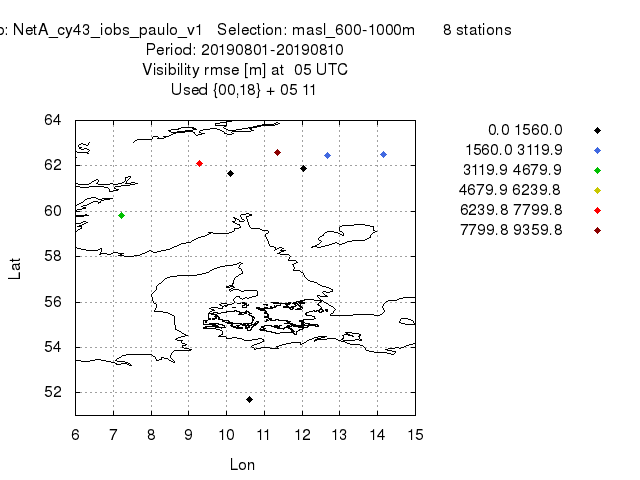 p: NetA_cy43_iobs_paulo_v1 Selection: masl_600-1000m 8 stations
Period: 20190801-20190810
Visibility rmse [m] at 05 UTC
Used {00,18} + 05 11
64
62
60
58
56
54
52
Lat
6 7 8 9 10 11 12 13 14 15
Lon
0.0 1560.0
1560.0 3119.9
3119.9 4679.9
4679.9 6239.8
6239.8 7799.8
7799.8 9359.8